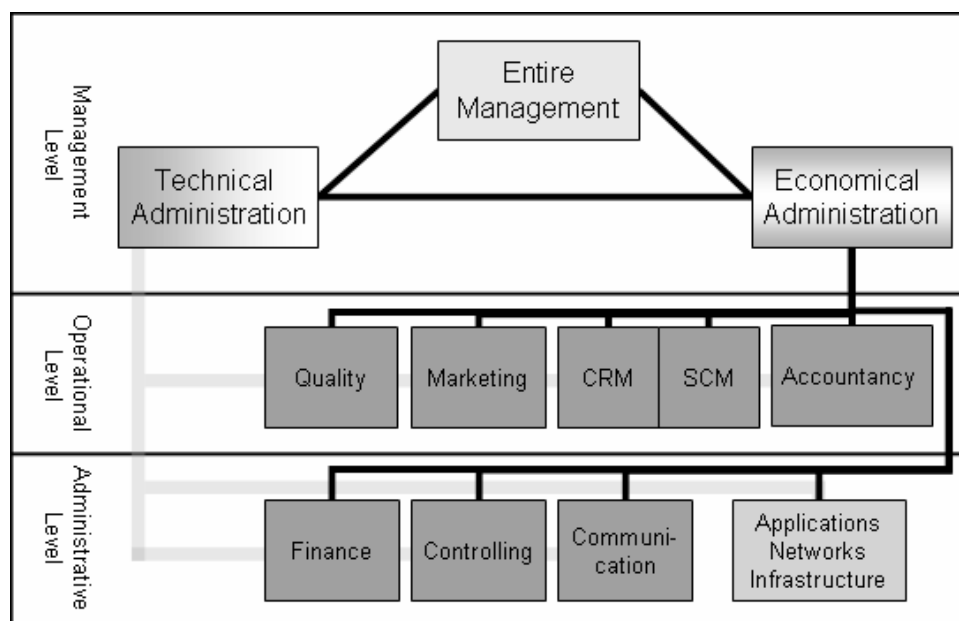 Management
Level
Entire
Management
Technical
Administration
Economical
Administration
Operational
Level
Quality
Marketing
CRM
SCM
Accountancy
Administrative
Level
Finance
Controlling
Communi-
cation
Applications
Networks
Infrastructure